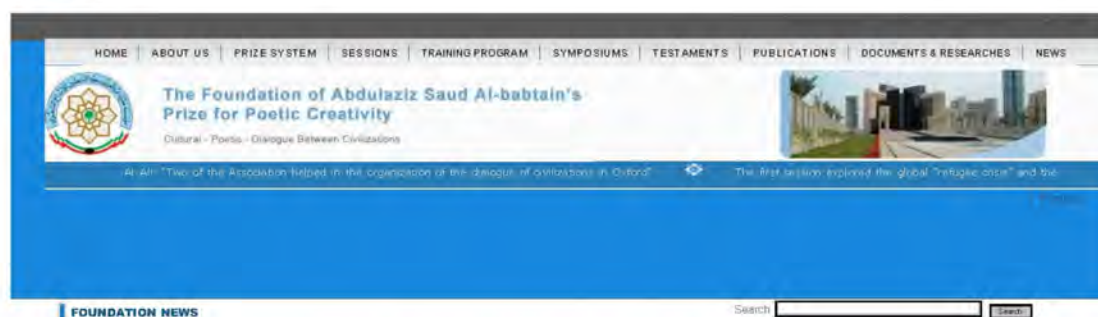 HOME | ABOUT US | PRIZE SYSTEM | SESSIONS | TRAINING PROGRAM | SYMPOSIUMS | TESTAMENTS | PUBLICATIONS | DOCUMENTS & RESEARCHES | NEWS
The Foundation of Abdulaziz Saud Al-babtain's
Prize for Poetic Creativity
Cultural - Poetic - Dialogue Between Civilizations
"Two of the Association helped in the organization of the dialogue of civilizations in Oxford" The first session explored the global "refugee crisis" and the
FOUNDATION NEWS
Search Search